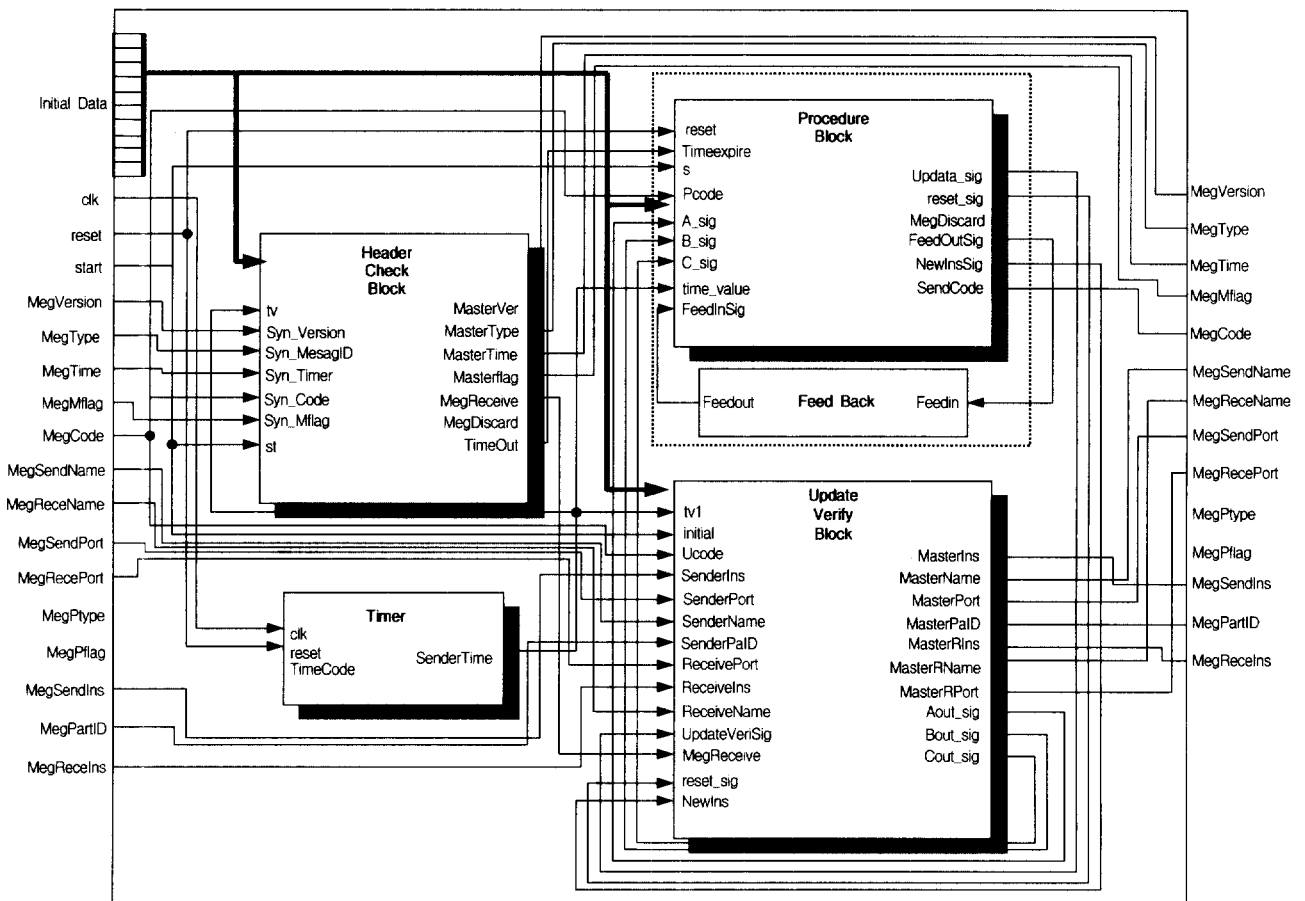 Initial Data
clk
reset
start
MegVersion
MegType
MegTime
MegMflag
MegCode
MegSendName
MegReceName
MegSendPort
MegRecePort
MegPtype
MegPflag
MegSendIns
MegPartID
MegReceIns
Header
Check
Block
tv
Syn_Version
Syn_MesagID
Syn_Timer
Syn_Code
Syn_Mflag
st
MasterVer
MasterType
MasterTime
Masterflag
MegReceive
MegDiscard
TimeOut
Timer
clk
reset
TimeCode
SenderTime
Procedure
Block
reset
Timeexpire
s
Pcode
A_sig
B_sig
C_sig
time_value
FeedInSig
Updata_sig
reset_sig
MegDiscard
FeedOutSig
NewInsSig
SendCode
Feedout
Feed Back
Feedin
Update
Verify
Block
tv1
initial
Ucode
SenderIns
SenderPort
SenderName
SenderPaID
ReceivePort
ReceiveIns
ReceiveName
UpdateVeriSig
MegReceive
reset_sig
NewIns
MasterIns
MasterName
MasterPort
MasterPaID
MasterRIns
MasterRName
MasterRPort
Aout_sig
Bout_sig
Cout_sig
MegVersion
MegType
MegTime
MegMflag
MegCode
MegSendName
MegReceName
MegSendPort
MegRecePort
MegPtype
MegPflag
MegSendIns
MegPartID
MegReceIns